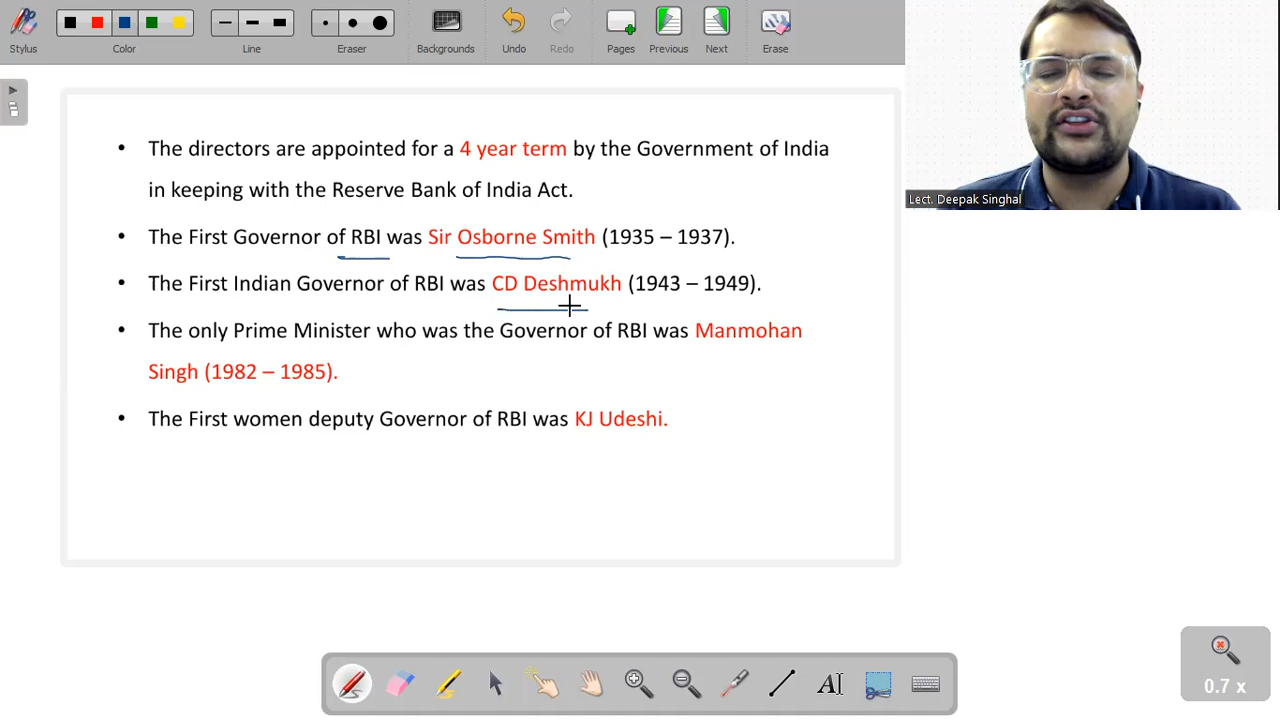 Stylus
Color
Line
Eraser
Backgrounds
Undo
Redo
Pages
Previous
Next
Erase
Lect. Deepak Singhal
• The directors are appointed for a 4 year term by the Government of India
in keeping with the Reserve Bank of India Act.
• The First Governor of RBI was Sir Osborne Smith (1935 – 1937).
• The First Indian Governor of RBI was CD Deshmukh (1943 – 1949).
• The only Prime Minister who was the Governor of RBI was Manmohan
Singh (1982 – 1985).
• The First women deputy Governor of RBI was KJ Udeshi.
AI
0.7 x